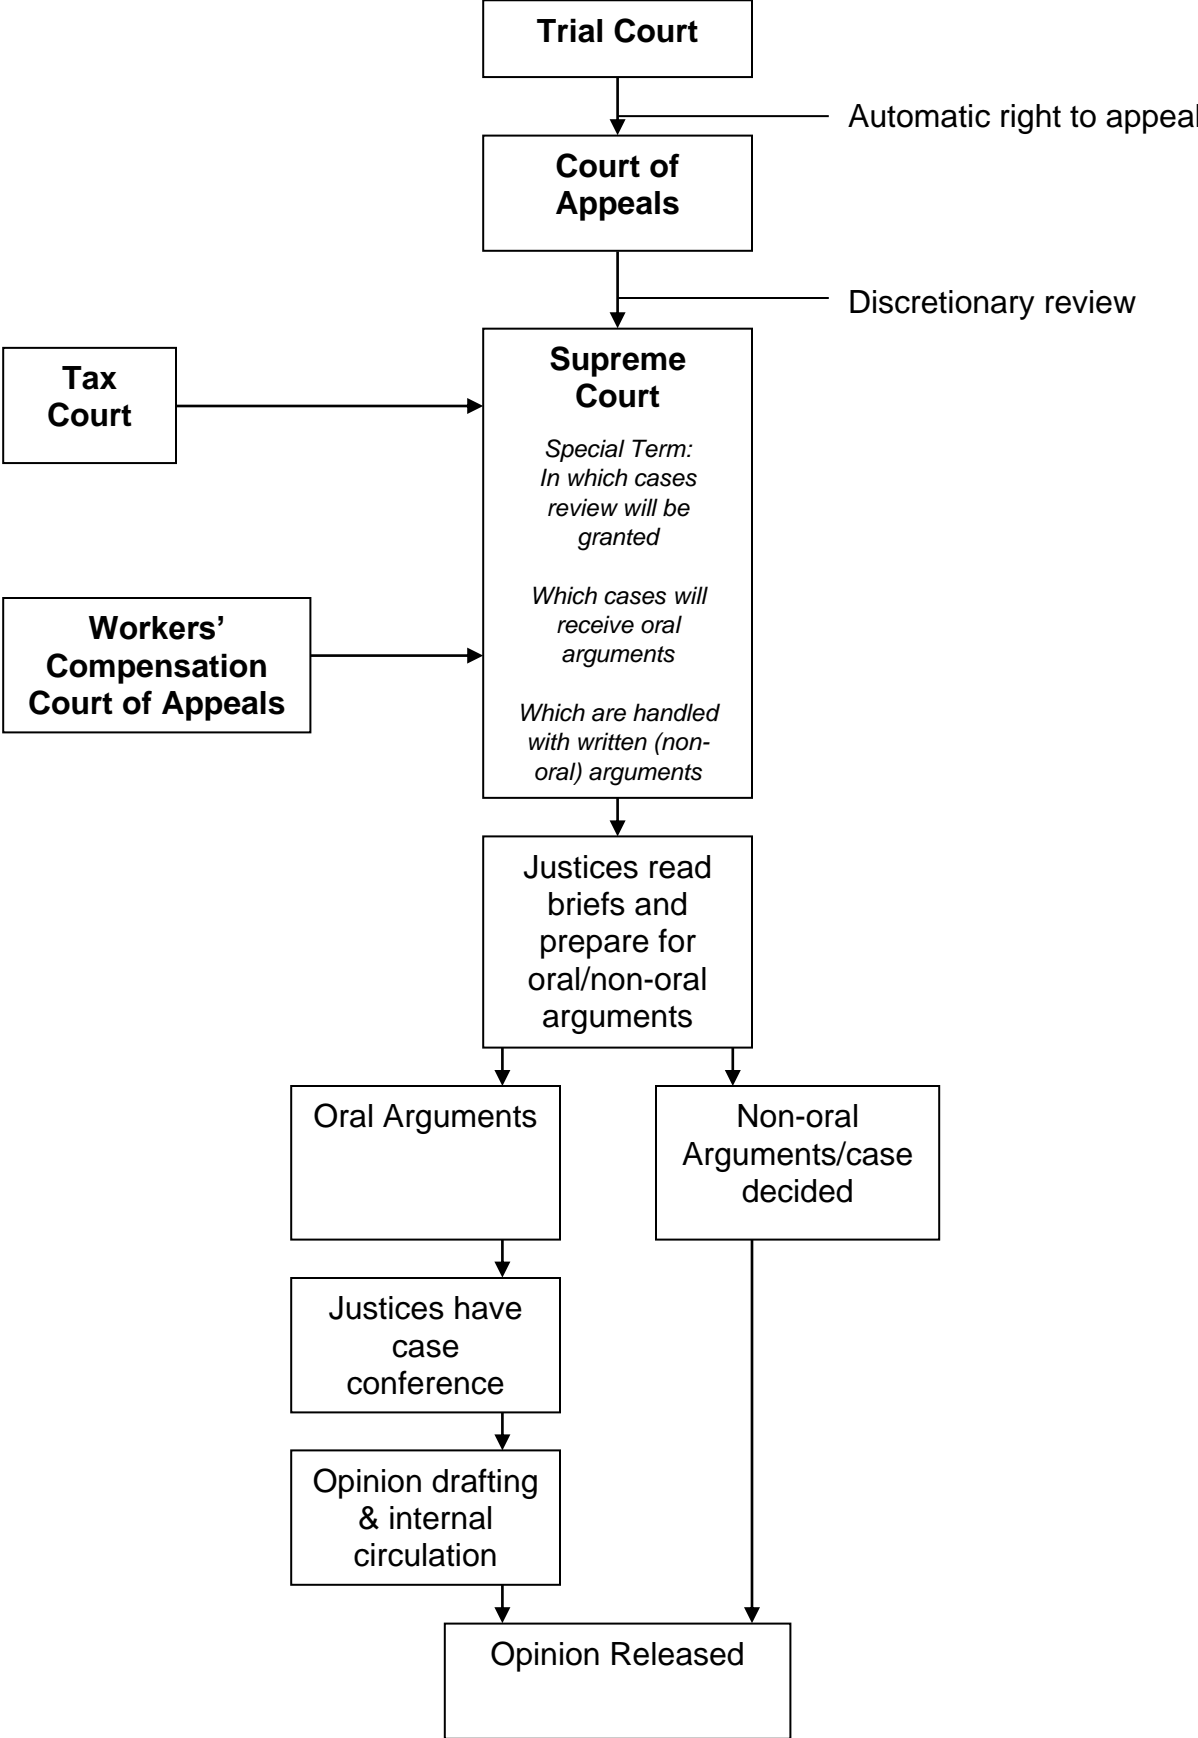 Trial Court
Automatic right to appeal
Court of
Appeals
Discretionary review
Supreme
Court
Special Term:
In which cases
review will be
granted
Which cases will
receive oral
arguments
Which are handled
with written (non-
oral) arguments
Tax
Court
Workers’
Compensation
Court of Appeals
Justices read
briefs and
prepare for
oral/non-oral
arguments
Oral Arguments
Non-oral
Arguments/case
decided
Justices have
case
conference
Opinion drafting
& internal
circulation
Opinion Released